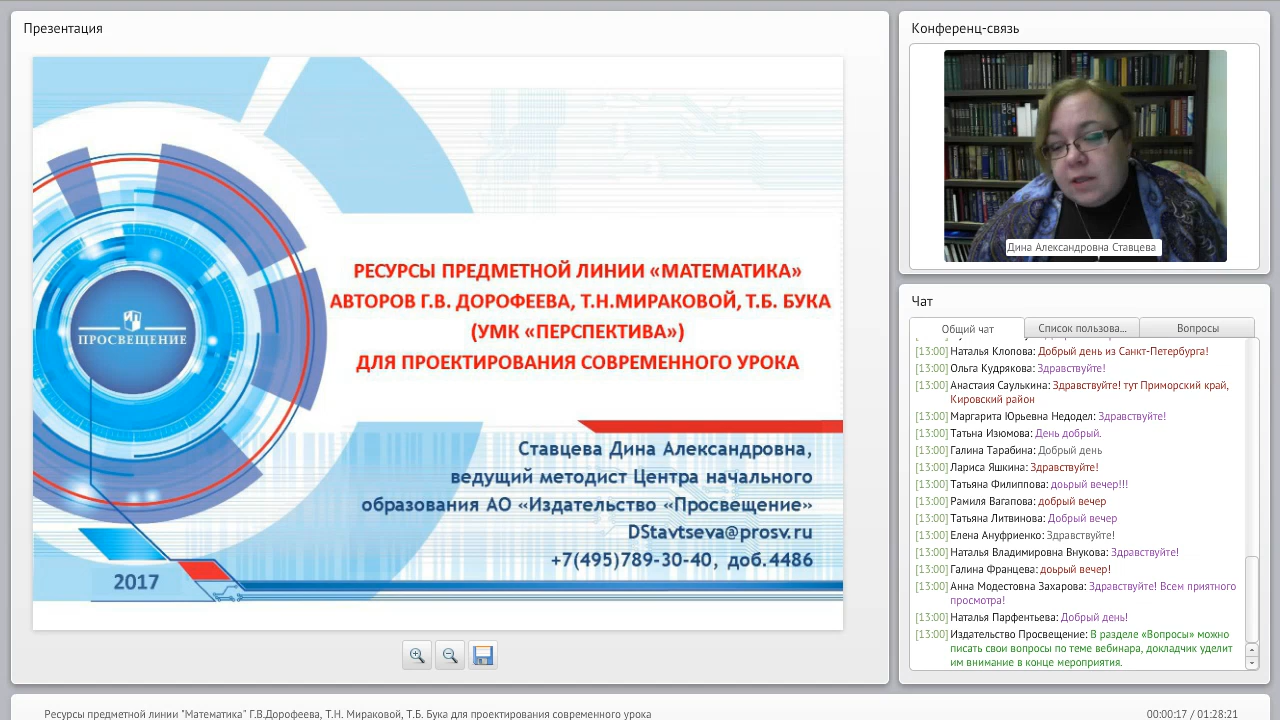 Презентация
ПРОСВЕЩЕНИЕ
РЕСУРСЫ ПРЕДМЕТНОЙ ЛИНИИ «МАТЕМАТИКА»
АВТОРОВ Г.В. ДОРОФЕЕВА, Т.Н.МИРАКОВОЙ, Т.Б. БУКА
(УМК «ПЕРСПЕКТИВА»)
ДЛЯ ПРОЕКТИРОВАНИЯ СОВРЕМЕННОГО УРОКА
Ставцева Дина Александровна,
ведущий методист Центра начального
образования АО «Издательство «Просвещение»
DStavtseva@prosv.ru
+7(495)789-30-40, доб.4486
2017
Конференц-связь
Дина Александровна Ставцева
Чат
Общий чат
Список пользова...
Вопросы
[13:00] Наталья Клопова: Добрый день из Санкт-Петербурга!
[13:00] Ольга Кудрякова: Здравствуйте!
[13:00] Анастаия Саулькина: Здравствуйте! тут Приморский край,
Кировский район
[13:00] Маргарита Юрьевна Недодел: Здравствуйте!
[13:00] Татьна Изюмова: День добрый.
[13:00] Галина Тарабина: Добрый день
[13:00] Лариса Яшкина: Здравствуйте!
[13:00] Татьяна Филиппова: доьрый вечер!!!
[13:00] Рамиля Вагапова: добрый вечер
[13:00] Татьяна Литвинова: Добрый вечер
[13:00] Елена Ануфриенко: Здравствуйте!
[13:00] Наталья Владимировна Внукова: Здравствуйте!
[13:00] Галина Францева: доьрый вечер!
[13:00] Анна Модестовна Захарова: Здравствуйте! Всем приятного
просмотра!
[13:00] Наталья Парфентьева: Добрый день!
[13:00] Издательство Просвещение: В разделе «Вопросы» можно
писать свои вопросы по теме вебинара, докладчик уделит
им внимание в конце мероприятия.
Ресурсы предметной линии "Математика" Г.В.Дорофеева, Т.Н. Мираковой, Т.Б. Бука для проектирования современного урока
00:00:17 / 01:28:21